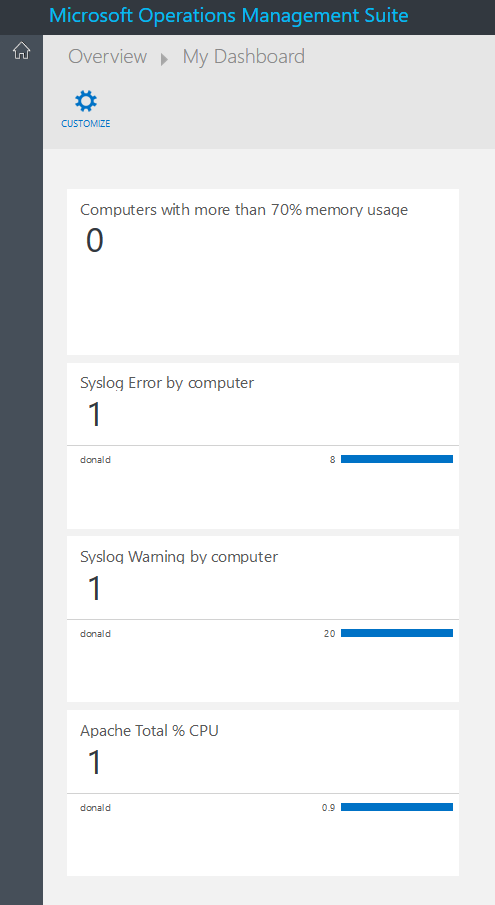 Microsoft Operations Management Suite
Overview My Dashboard
CUSTOMIZE
Computers with more than 70% memory usage
0
Syslog Error by computer
1
donald 8
Syslog Warning by computer
1
donald 20
Apache Total % CPU
1
donald 0.9